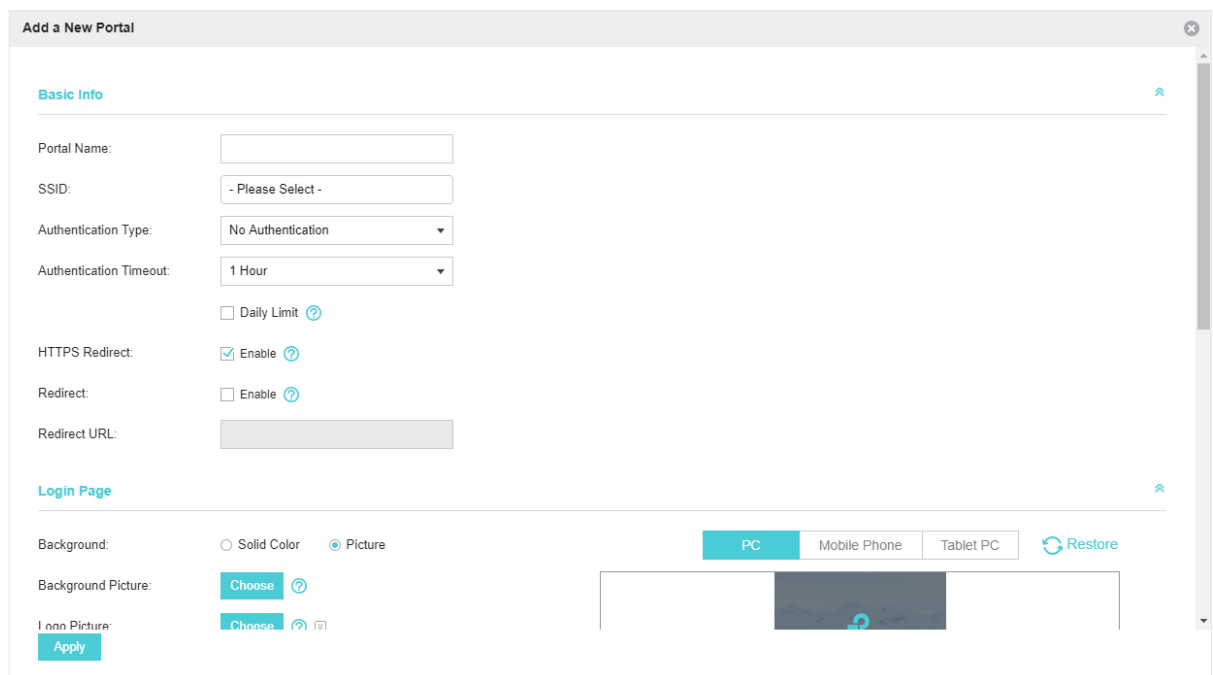 Add a New Portal
Basic Info
Portal Name:
SSID: - Please Select -
Authentication Type: No Authentication
Authentication Timeout: 1 Hour
Daily Limit ?
HTTPS Redirect: Enable ?
Redirect: Enable ?
Redirect URL:
Login Page
Background: Solid Color Picture PC Mobile Phone Tablet PC Restore
Background Picture: Choose ?
Logo Picture: Choose ?
Apply